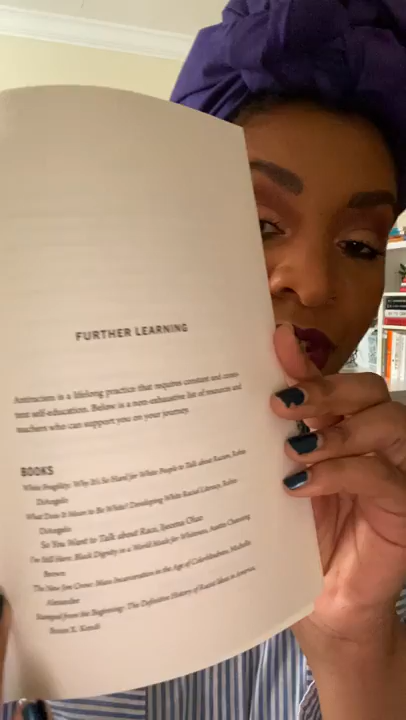 FURTHER LEARNING
Antiracism is a lifelong practice that requires constant and consis-
tent self-education. Below is a non-exhaustive list of resources and
teachers who can support you on your journey.
BOOKS
White Fragility: Why It's So Hard for White People to Talk about Racism, Robin
DiAngelo
What Does It Mean to Be White? Developing White Racial Literacy, Robin
DiAngelo
So You Want to Talk about Race, Ijeoma Oluo
I'm Still Here: Black Dignity in a World Made for Whiteness, Austin Channing
Brown
The New Jim Crow: Mass Incarceration in the Age of Colorblindness, Michelle
Alexander
Stamped from the Beginning: The Definitive History of Racist Ideas in America,
Ibram X. Kendi